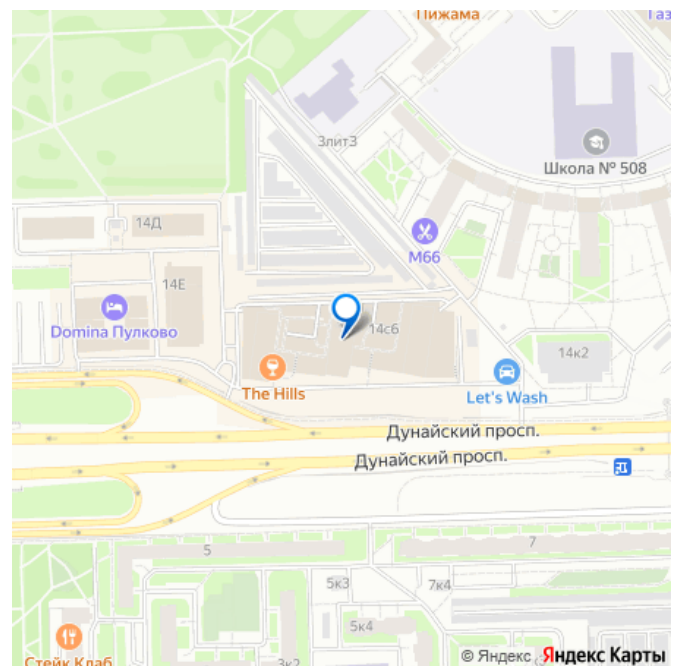 Пижама
Газ
3литЗ
Школа № 508
М66
14Д
14Е
Domina Пулково
14с6
14к2
The Hills
Let's Wash
Дунайский просп.
Дунайский просп.
5
7
5к3
7к4
5к4
3к2
Стейк Клаб
© Яндекс Яндекс Карты